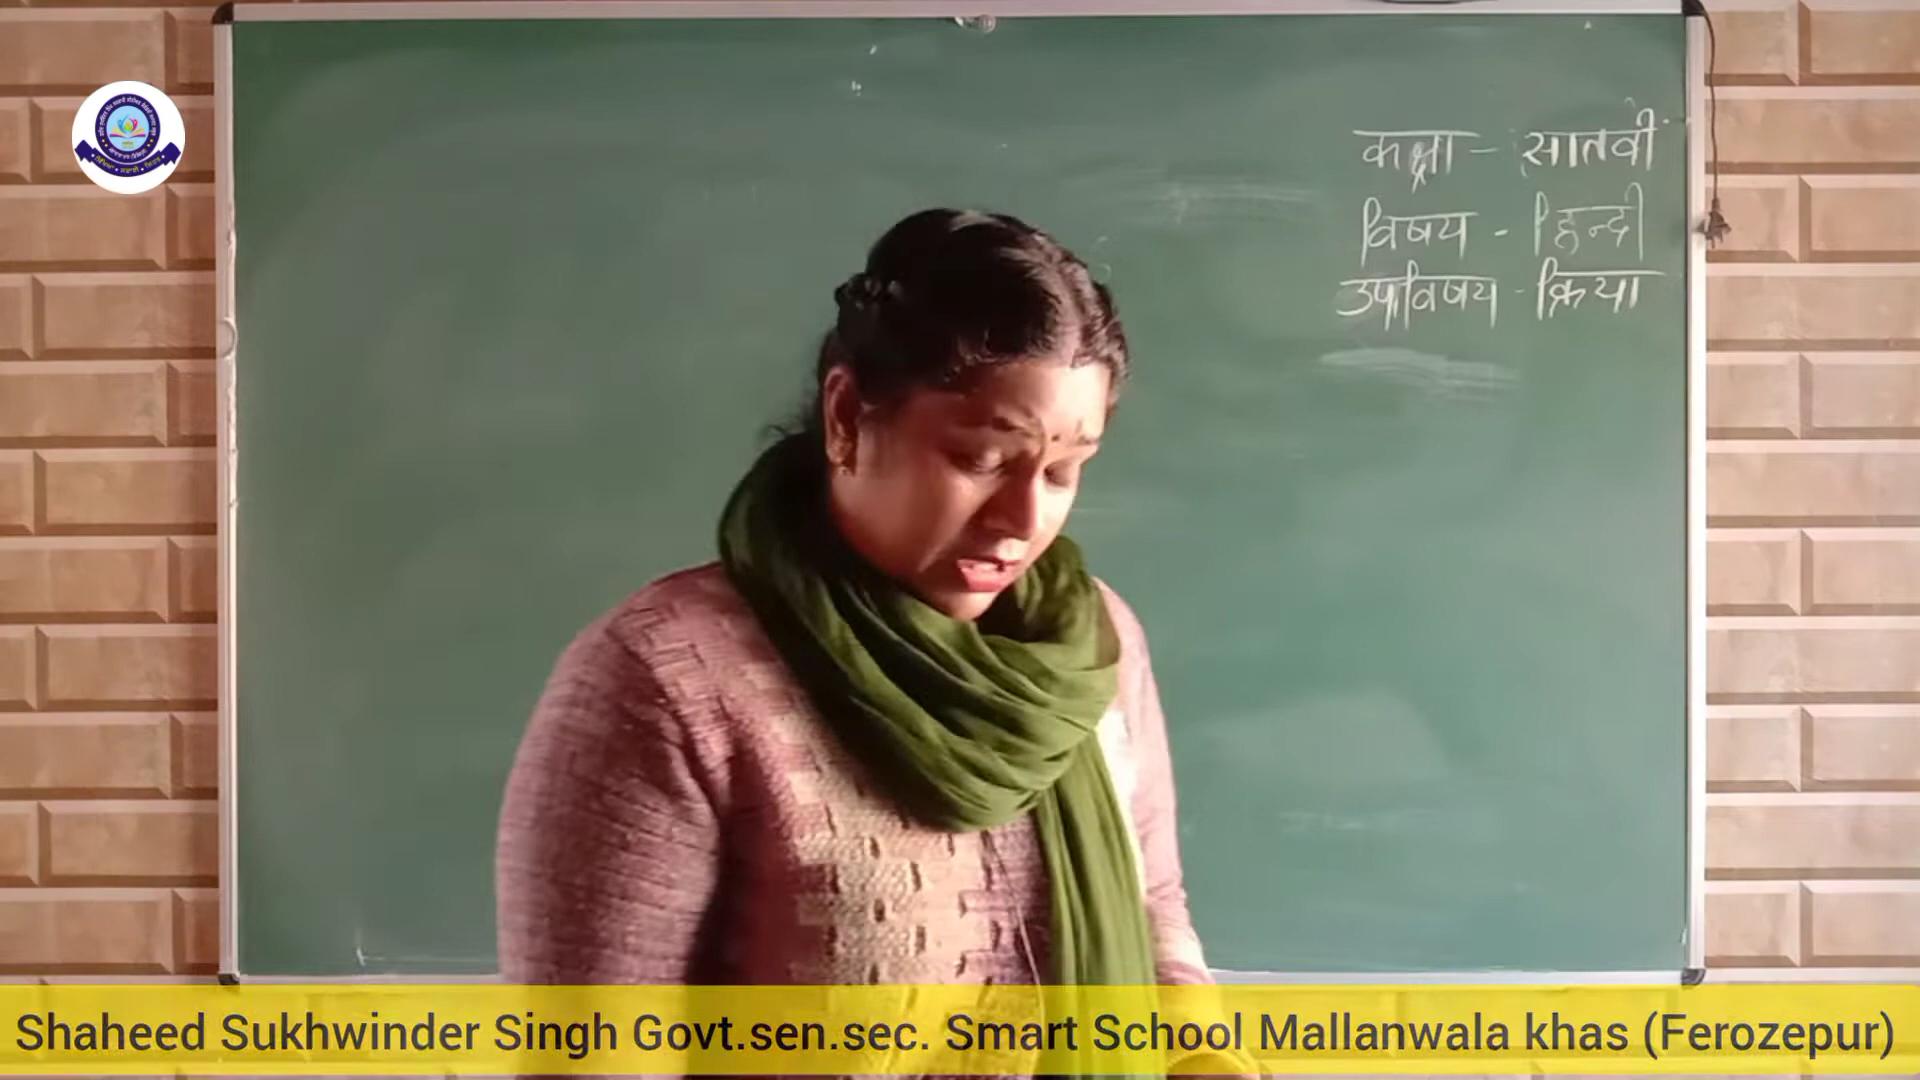 कक्षा - सातवीं
विषय - हिन्दी
उपविषय - क्रिया
Shaheed Sukhwinder Singh Govt.sen.sec. Smart School Mallanwala khas (Ferozepur)